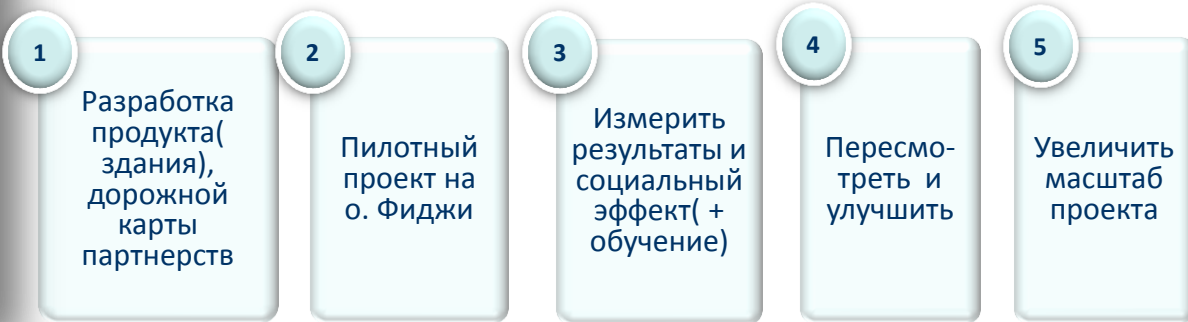 1
Разработка
продукта(
здания),
дорожной
карты
партнерств
2
Пилотный
проект на
о. Фиджи
3
Измерить
результаты и
социальный
эффект( +
обучение)
4
Пересмо-
треть и
улучшить
5
Увеличить
масштаб
проекта